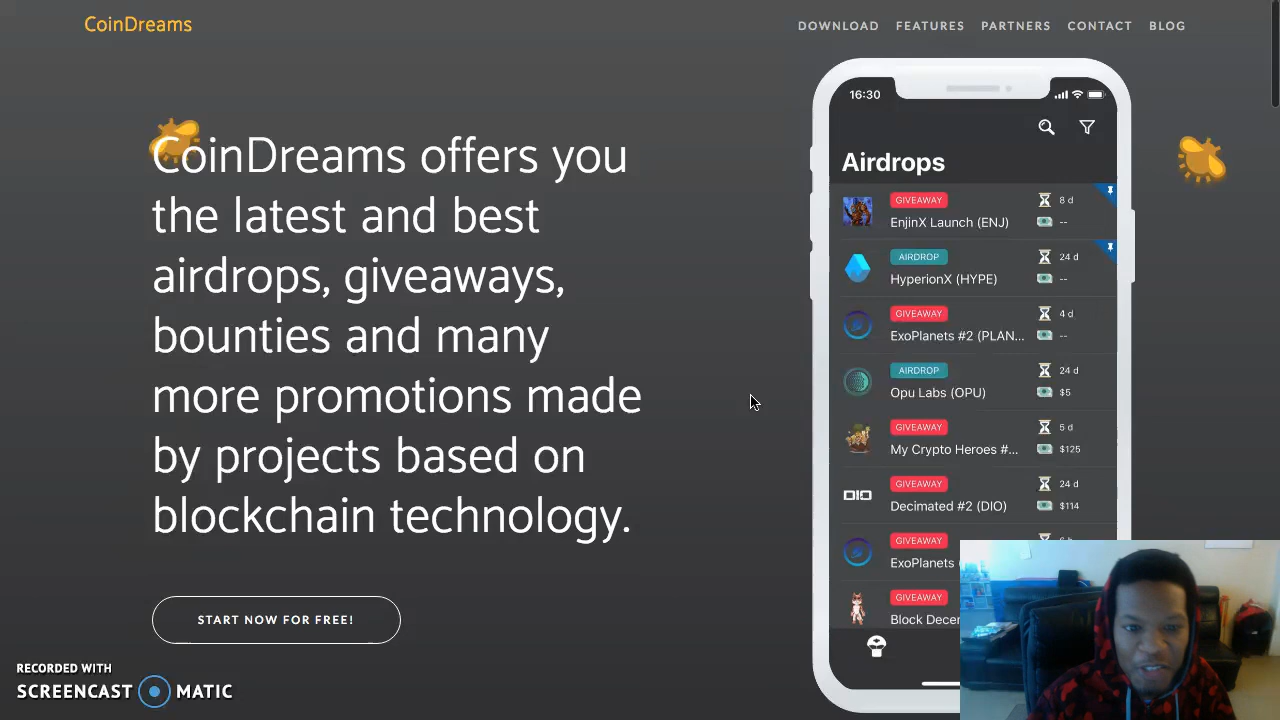 CoinDreams
DOWNLOAD FEATURES PARTNERS CONTACT BLOG
CoinDreams offers you
the latest and best
airdrops, giveaways,
bounties and many
more promotions made
by projects based on
blockchain technology.
START NOW FOR FREE!
16:30
Airdrops
GIVEAWAY 8 d
EnjinX Launch (ENJ) --
AIRDROP 24 d
HyperionX (HYPE) --
GIVEAWAY 4 d
ExoPlanets #2 (PLAN... --
AIRDROP 24 d
Opu Labs (OPU) $5
GIVEAWAY 5 d
My Crypto Heroes #... $125
GIVEAWAY 24 d
DIO
Decimated #2 (DIO) $114
GIVEAWAY
ExoPlanets
GIVEAWAY
Block Decen
RECORDED WITH
SCREENCAST MATIC